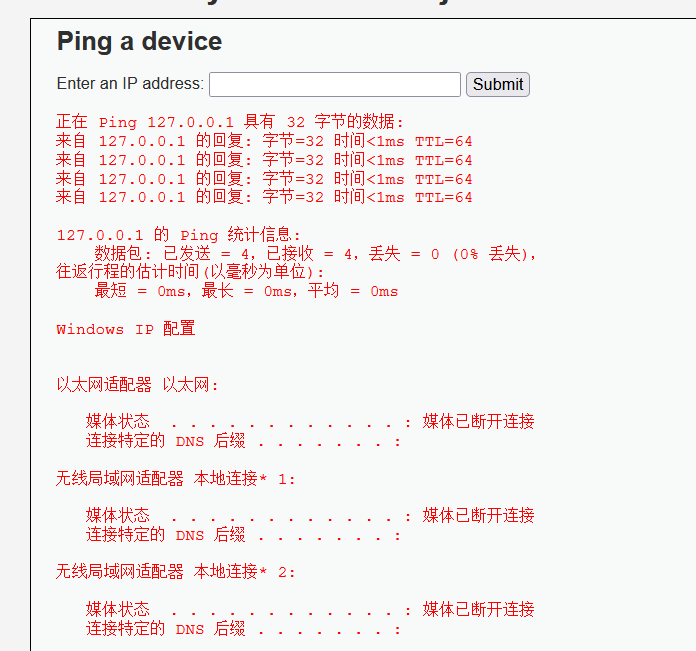 Ping a device
Enter an IP address: Submit
正在 Ping 127.0.0.1 具有 32 字节的数据:
来自 127.0.0.1 的回复: 字节=32 时间<1ms TTL=64
来自 127.0.0.1 的回复: 字节=32 时间<1ms TTL=64
来自 127.0.0.1 的回复: 字节=32 时间<1ms TTL=64
来自 127.0.0.1 的回复: 字节=32 时间<1ms TTL=64
127.0.0.1 的 Ping 统计信息:
数据包: 已发送 = 4，已接收 = 4，丢失 = 0 (0% 丢失)，
往返行程的估计时间(以毫秒为单位):
最短 = 0ms，最长 = 0ms，平均 = 0ms
Windows IP 配置
以太网适配器 以太网:
媒体状态 . . . . . . . . . . . . : 媒体已断开连接
连接特定的 DNS 后缀 . . . . . . . :
无线局域网适配器 本地连接* 1:
媒体状态 . . . . . . . . . . . . : 媒体已断开连接
连接特定的 DNS 后缀 . . . . . . . :
无线局域网适配器 本地连接* 2:
媒体状态 . . . . . . . . . . . . : 媒体已断开连接
连接特定的 DNS 后缀 . . . . . . . :